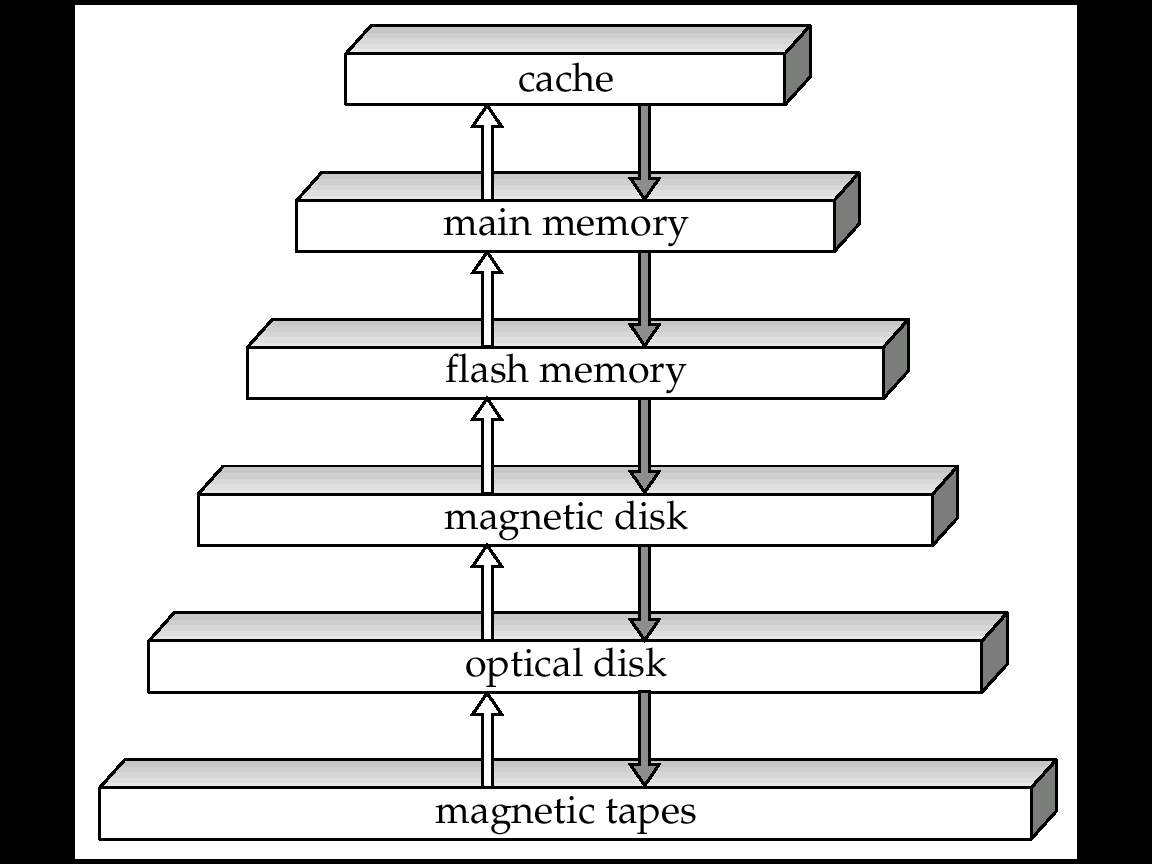 cache
main memory
flash memory
magnetic disk
optical disk
magnetic tapes